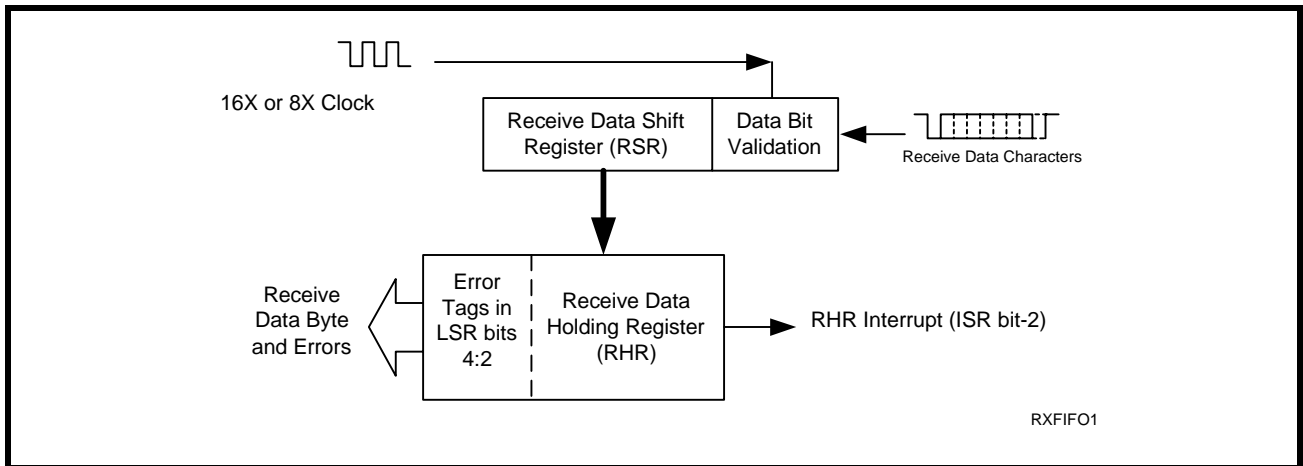 16X or 8X Clock
Receive Data Shift
Register (RSR)
Data Bit
Validation
Receive Data Characters
Receive
Data Byte
and Errors
Error
Tags in
LSR bits
4:2
Receive Data
Holding Register
(RHR)
RHR Interrupt (ISR bit-2)
RXFIFO1